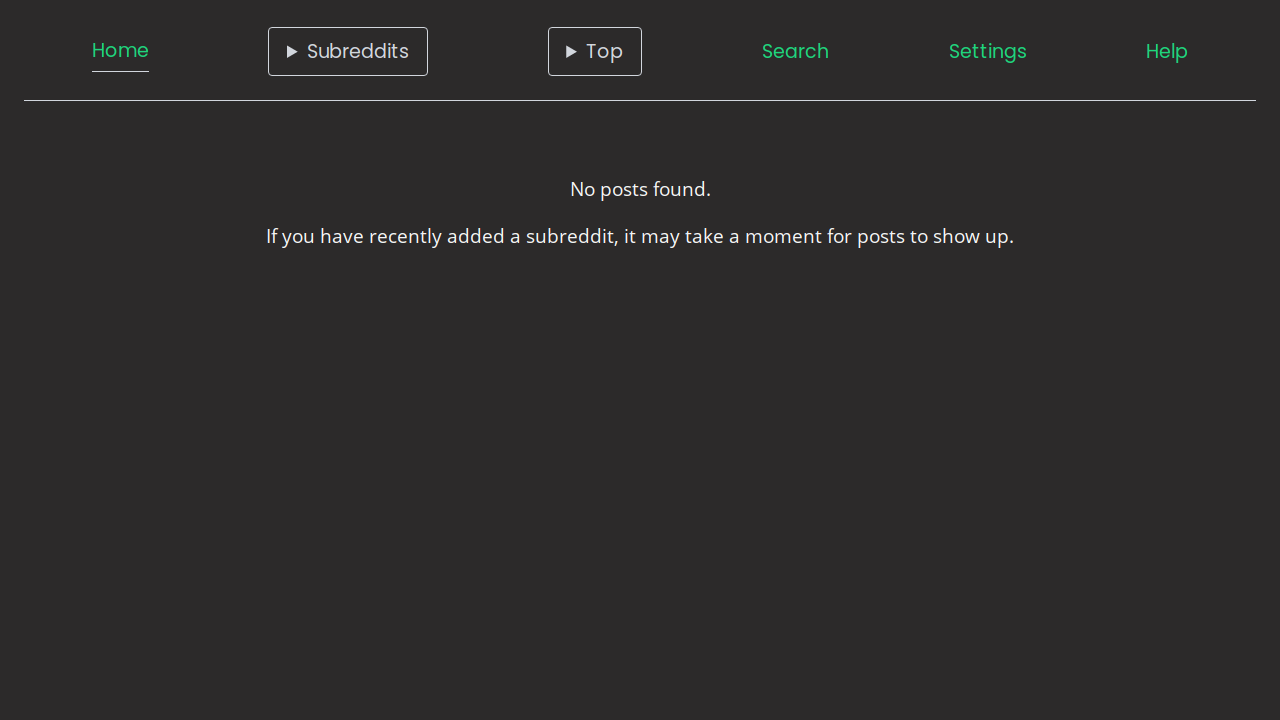 Home
Subreddits
Top
Search
Settings
Help
No posts found.
If you have recently added a subreddit, it may take a moment for posts to show up.